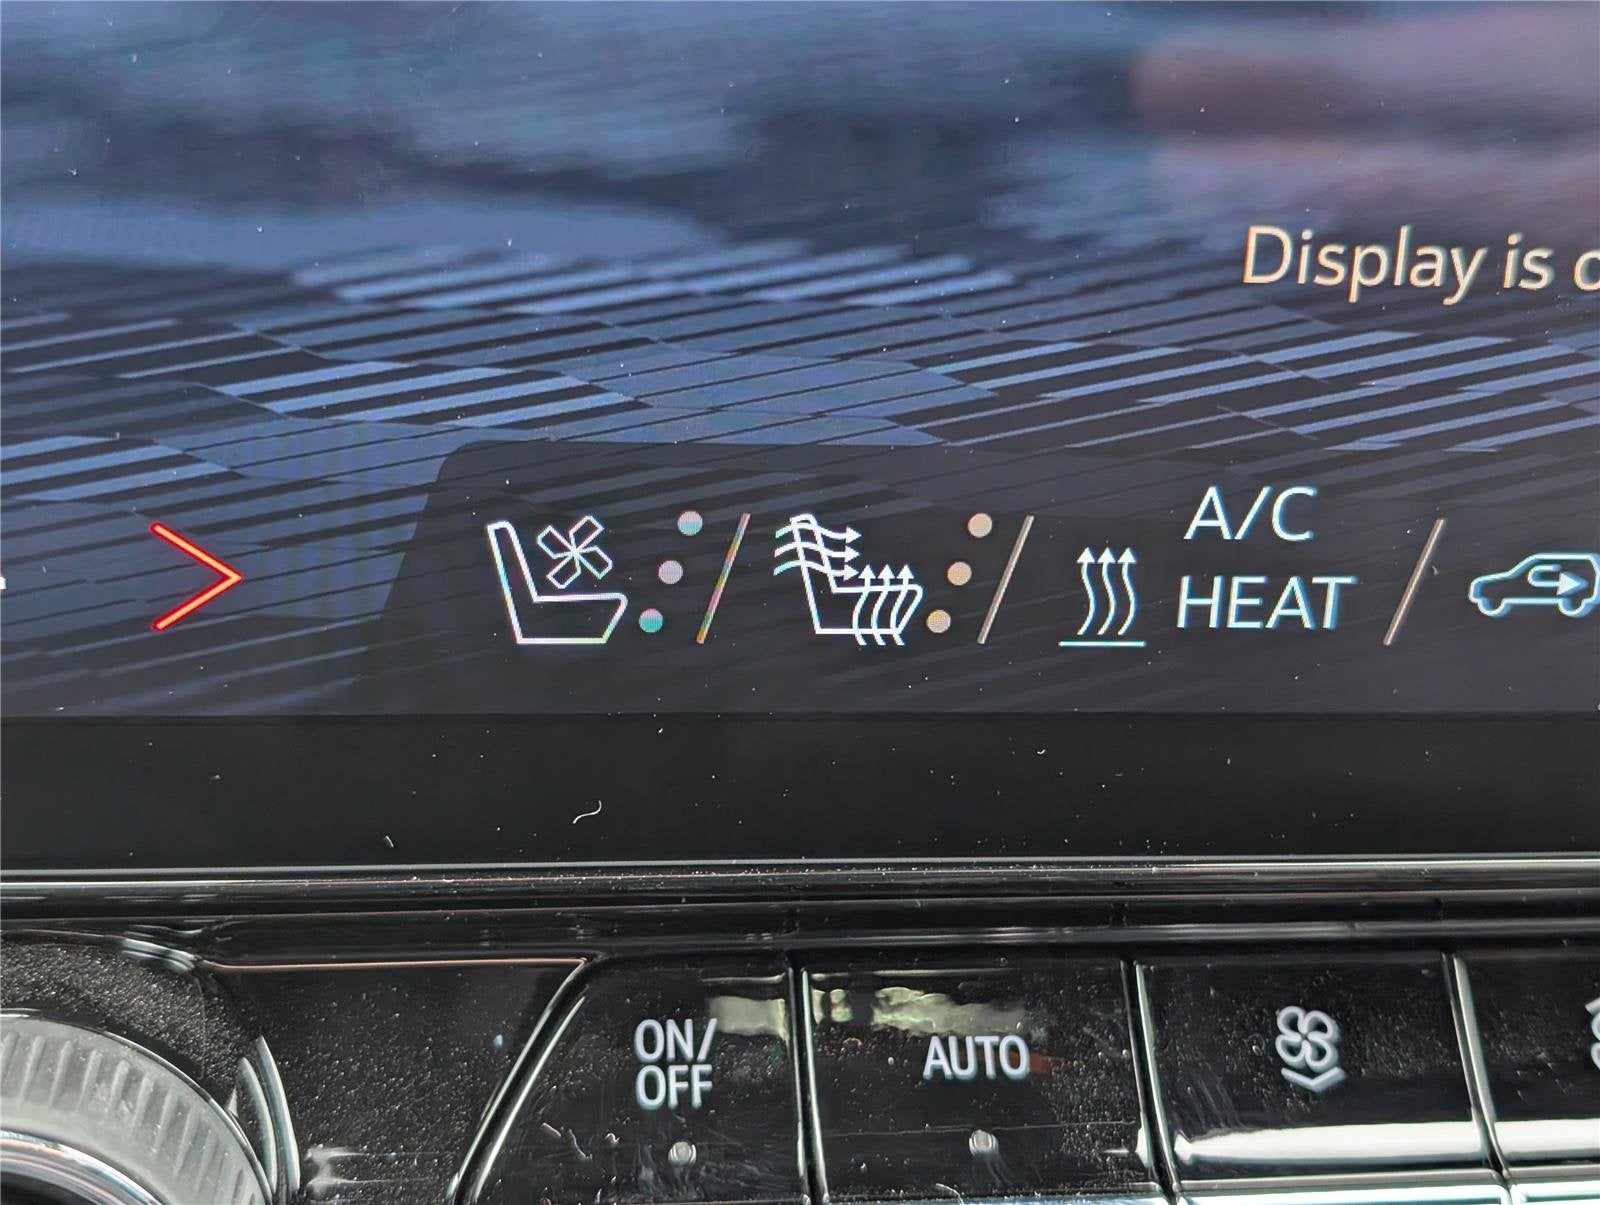 Display is
A/C
HEAT
ON/
OFF
AUTO